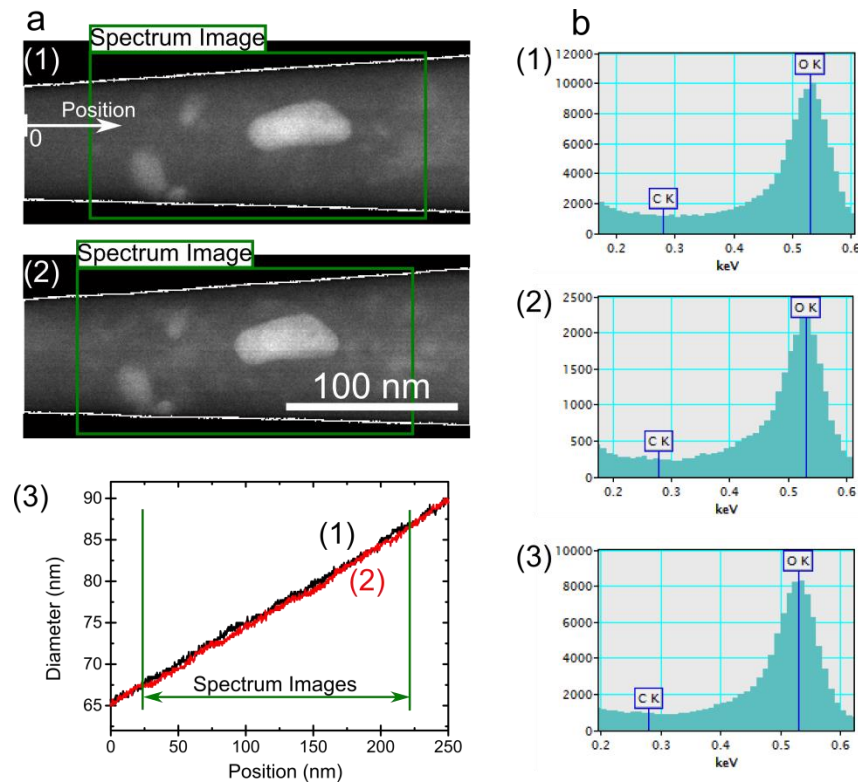 a
Spectrum Image
(1)
Position
0
Spectrum Image
(2)
100 nm
(3)
90
85
80
75
70
65
Diameter (nm)
(1)
(2)
Spectrum Images
0 50 100 150 200 250
Position (nm)
b
(1)
12000
10000
8000
6000
4000
2000
0
O K
C K
0.2 0.3 0.4 0.5 0.6
keV
(2)
2500
2000
1500
1000
500
0
O K
C K
0.2 0.3 0.4 0.5 0.6
keV
(3)
10000
8000
6000
4000
2000
0
O K
C K
0.2 0.3 0.4 0.5 0.6
keV